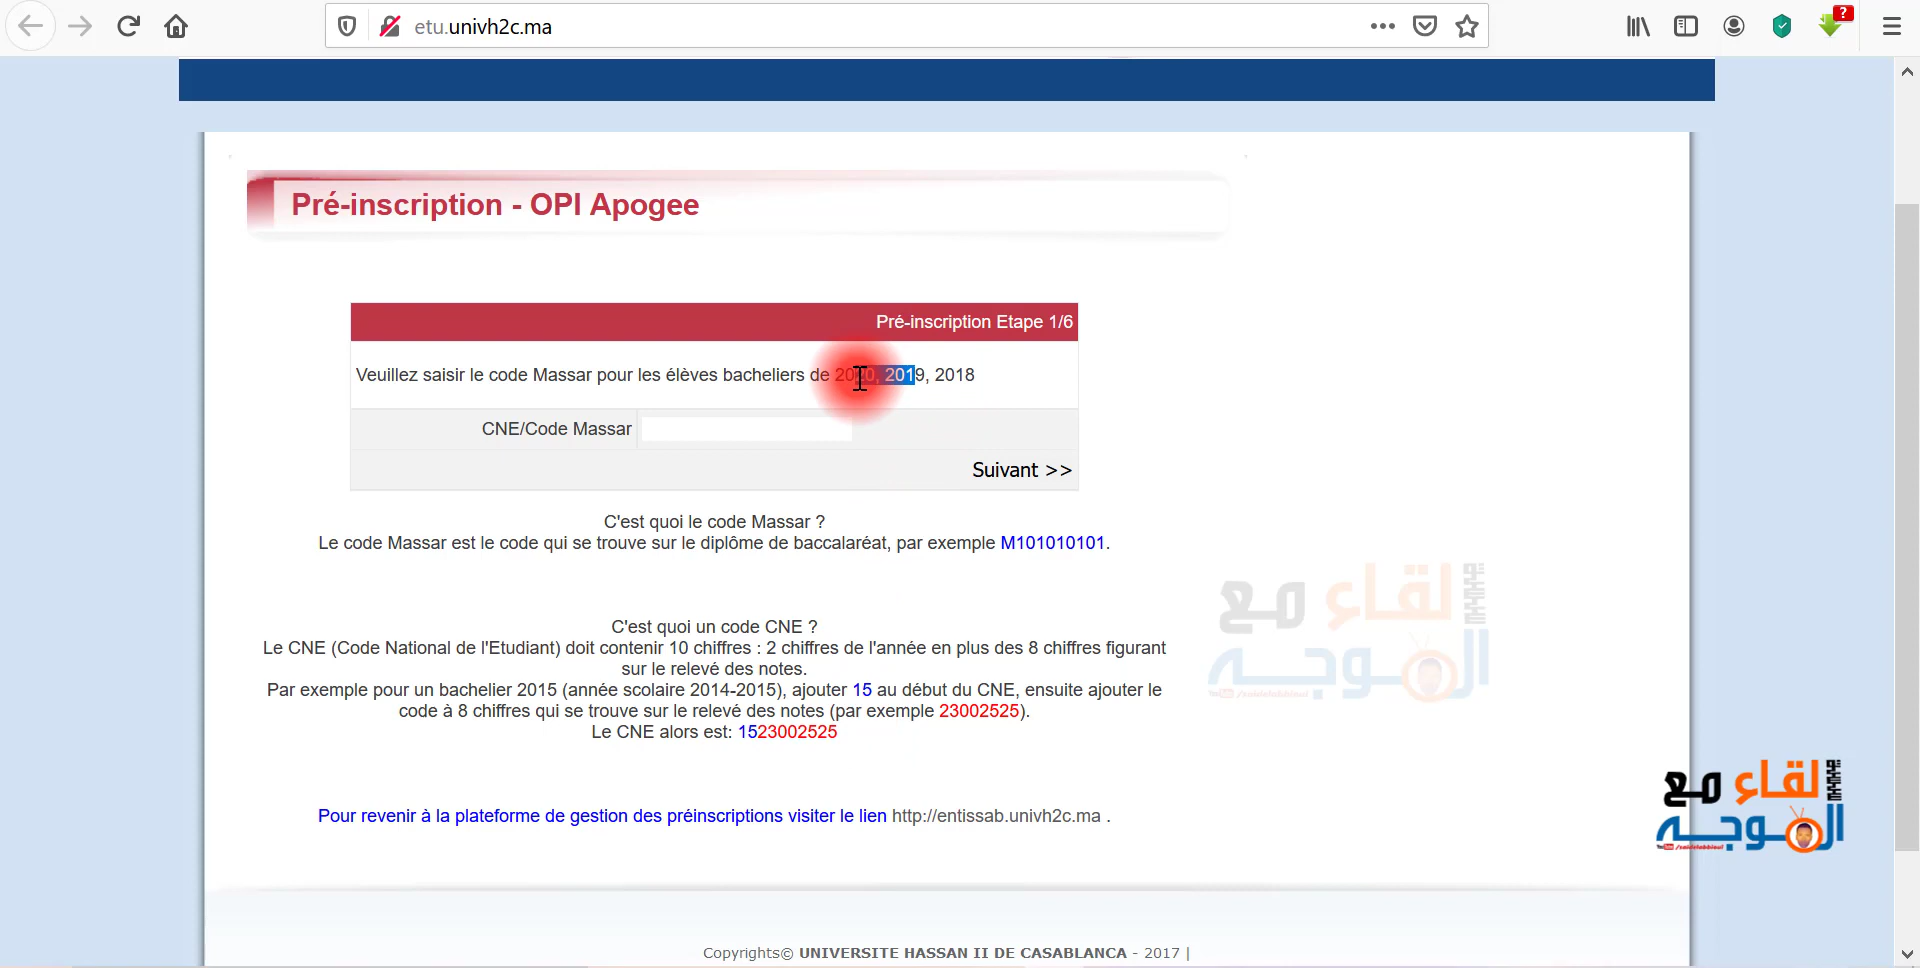 etu.univh2c.ma
?
Pré-inscription - OPI Apogee
Pré-inscription Etape 1/6
Veuillez saisir le code Massar pour les élèves bacheliers de 2020, 2019, 2018
CNE/Code Massar
Suivant >>
C'est quoi le code Massar ?
Le code Massar est le code qui se trouve sur le diplôme de baccalaréat, par exemple M101010101.
C'est quoi un code CNE ?
Le CNE (Code National de l'Etudiant) doit contenir 10 chiffres : 2 chiffres de l'année en plus des 8 chiffres figurant
sur le relevé des notes.
Par exemple pour un bachelier 2015 (année scolaire 2014-2015), ajouter 15 au début du CNE, ensuite ajouter le
code à 8 chiffres qui se trouve sur le relevé des notes (par exemple 23002525).
Le CNE alors est: 1523002525
لقاء مع
الموجه
Pour revenir à la plateforme de gestion des préinscriptions visiter le lien http://entissab.univh2c.ma .
لقاء مع
الموجه
Copyrights© UNIVERSITE HASSAN II DE CASABLANCA - 2017 |